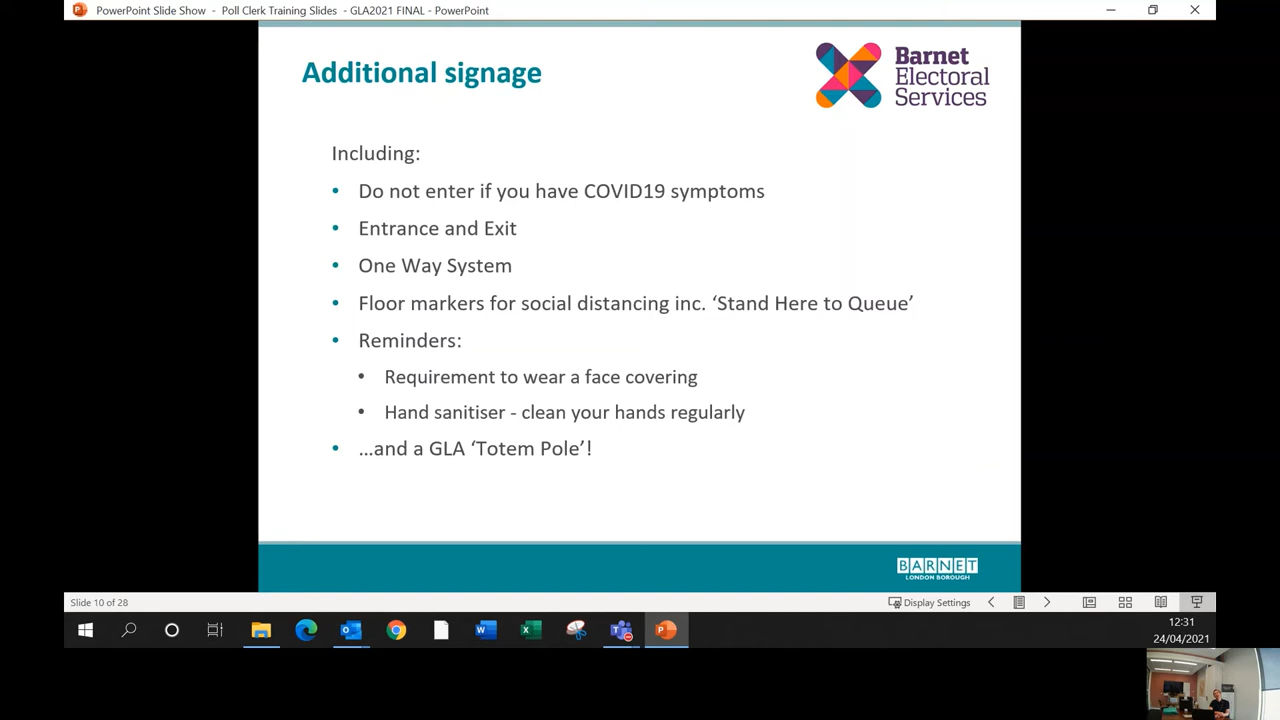 PowerPoint Slide Show - Poll Clerk Training Slides - GLA2021 FINAL - PowerPoint
Additional signage
Barnet
Electoral
Services
Including:
• Do not enter if you have COVID19 symptoms
• Entrance and Exit
• One Way System
• Floor markers for social distancing inc. ‘Stand Here to Queue’
• Reminders:
• Requirement to wear a face covering
• Hand sanitiser - clean your hands regularly
• …and a GLA ‘Totem Pole’!
BARNET
LONDON BOROUGH
Slide 10 of 28
Display Settings
12:31
24/04/2021